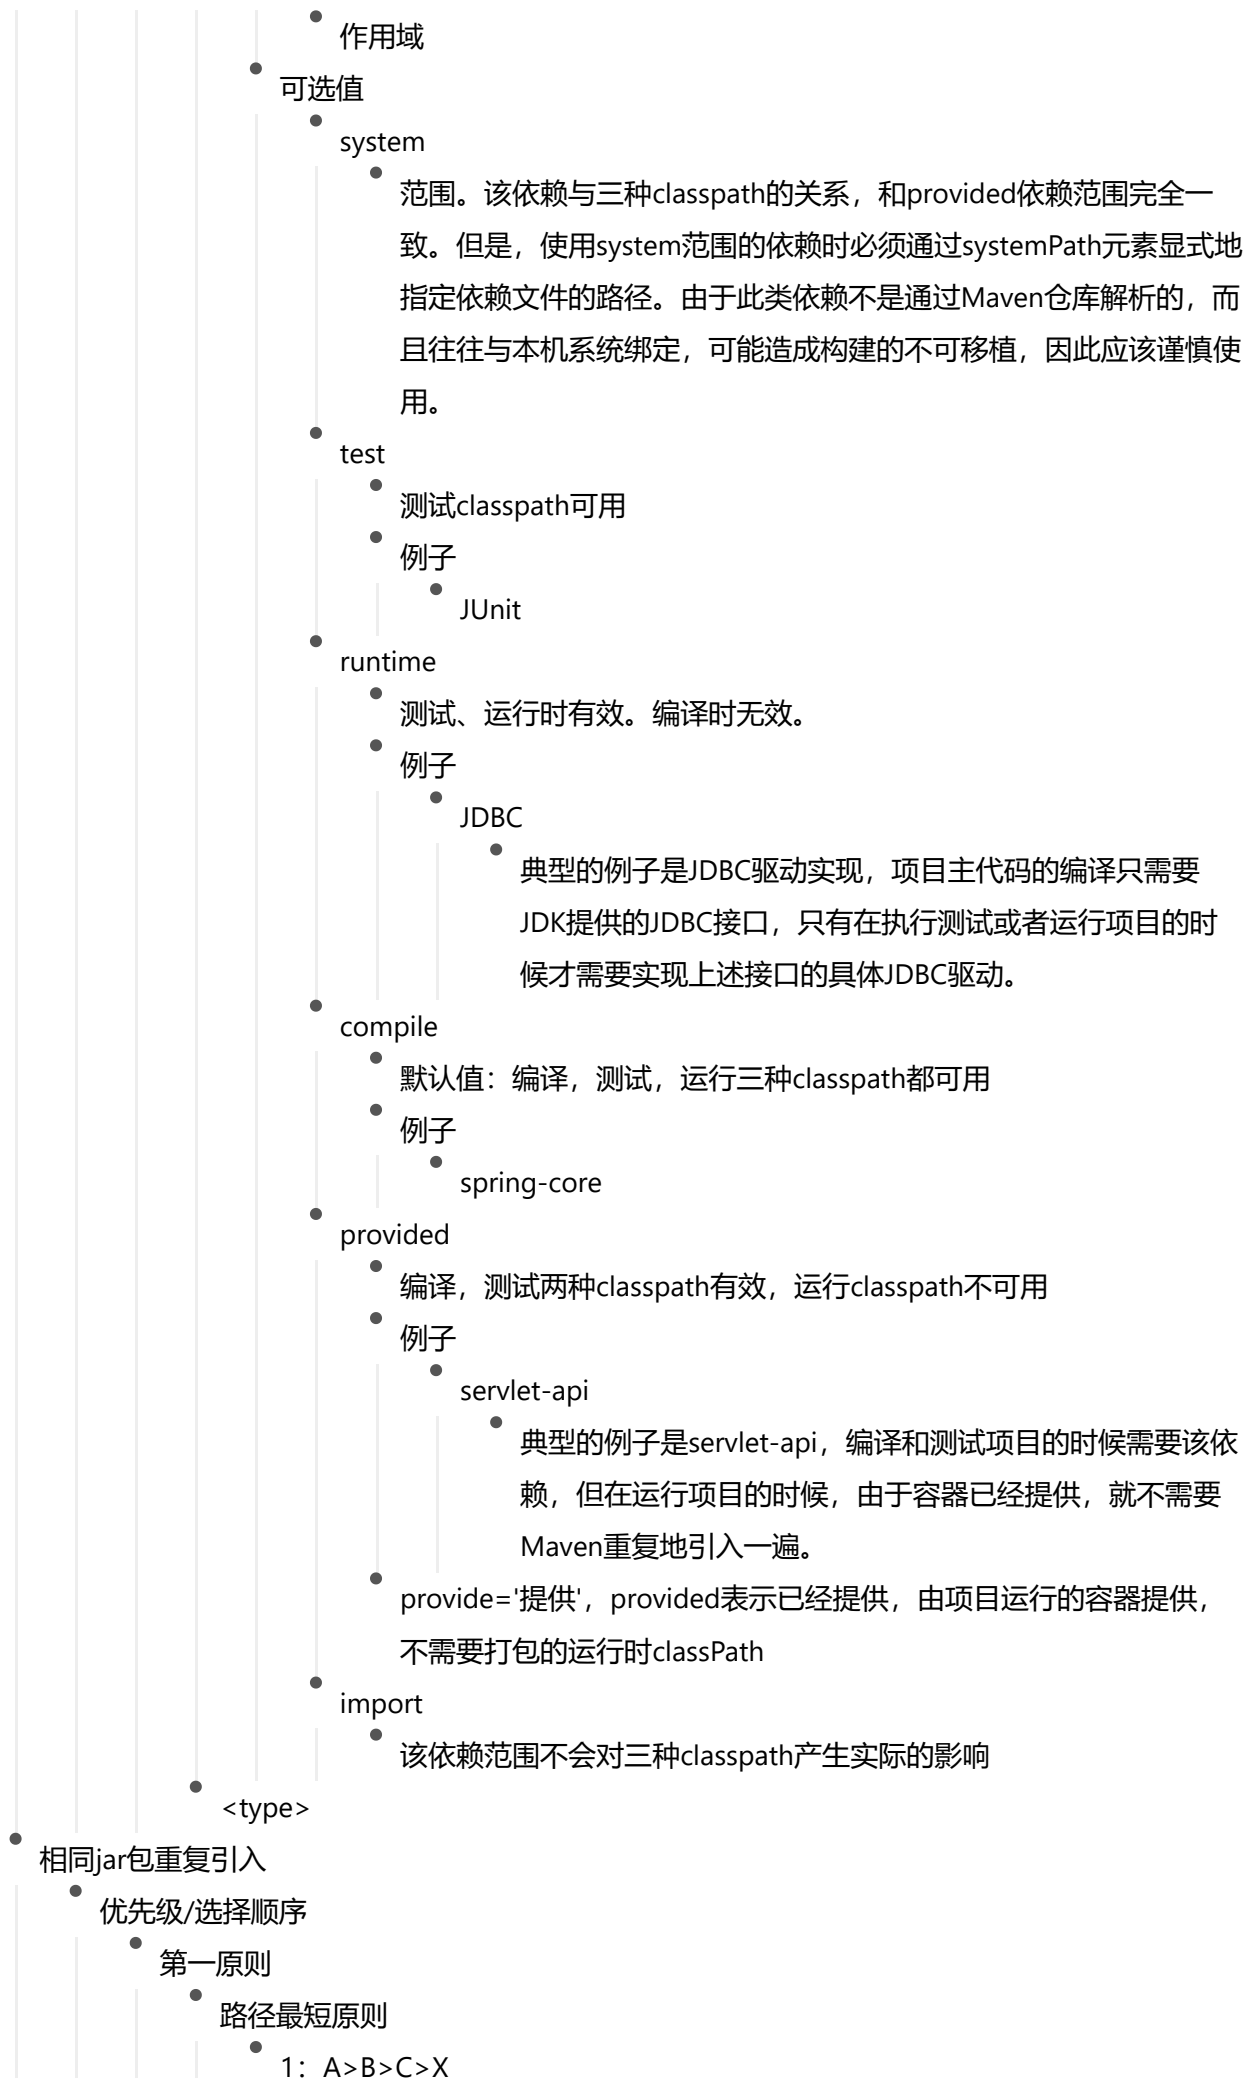 作用域
可选值
system
范围。该依赖与三种classpath的关系，和provided依赖范围完全一
致。但是，使用system范围的依赖时必须通过systemPath元素显式地
指定依赖文件的路径。由于此类依赖不是通过Maven仓库解析的，而
且往往与本机系统绑定，可能造成构建的不可移植，因此应该谨慎使
用。
test
测试classpath可用
例子
JUnit
runtime
测试、运行时有效。编译时无效。
例子
JDBC
典型的例子是JDBC驱动实现，项目主代码的编译只需要
JDK提供的JDBC接口，只有在执行测试或者运行项目的时
候才需要实现上述接口的具体JDBC驱动。
compile
默认值：编译，测试，运行三种classpath都可用
例子
spring-core
provided
编译，测试两种classpath有效，运行classpath不可用
例子
servlet-api
典型的例子是servlet-api，编译和测试项目的时候需要该依
赖，但在运行项目的时候，由于容器已经提供，就不需要
Maven重复地引入一遍。
provide='提供'，provided表示已经提供，由项目运行的容器提供，
不需要打包的运行时classPath
import
该依赖范围不会对三种classpath产生实际的影响
<type>
相同jar包重复引入
优先级/选择顺序
第一原则
路径最短原则
1：A>B>C>X